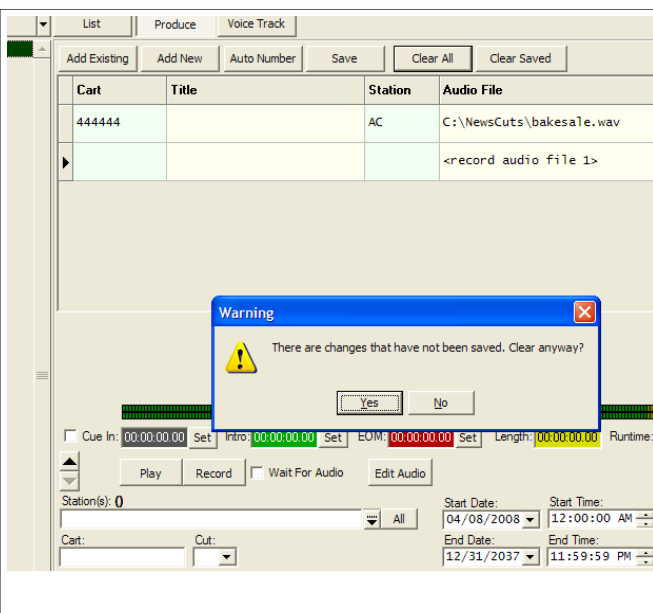 List Produce Voice Track
Add Existing Add New Auto Number Save Clear All Clear Saved
Cart Title Station Audio File
444444 AC C:\NewsCuts\bakesale.wav
<record audio file 1>
Warning
There are changes that have not been saved. Clear anyway?
Yes No
Cue In: 00:00:00.00 Set Intro: 00:00:00.00 Set EOM: 00:00:00.00 Set Length: 00:00:00.00 Runtime:
Play Record Wait For Audio Edit Audio
Station(s): () Start Date: Start Time:
All 04/08/2008 12:00:00 AM
Cart: Cut: End Date: End Time:
12/31/2037 11:59:59 PM